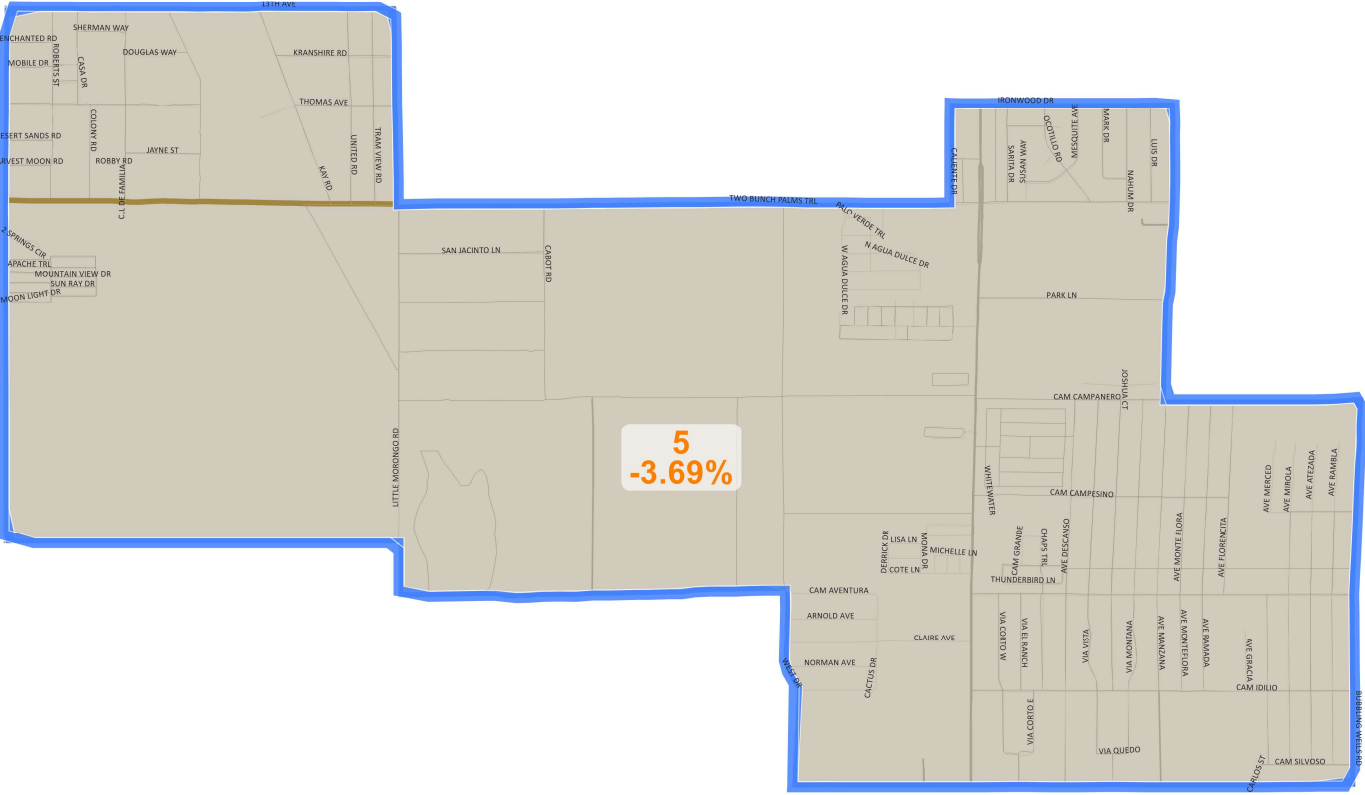 13TH AVE
SHERMAN WAY
ENCHANTED RD
DOUGLAS WAY
KRANSHIRE RD
MOBILE DR
ROBERTS ST
CASA DR
THOMAS AVE
IRONWOOD DR
COLONY RD
MARK DR
MESQUITE AVE
OCOTILLO RD
DESERT SANDS RD
JAYNE ST
UNITED RD
TRAM VIEW RD
LUIS DR
HARVEST MOON RD
ROBBY RD
SUSAN WAY
SARITA DR
CALIENTE DR
KAY RD
C.L DE FAMILIA
NAHUM DR
TWO BUNCH PALMS TRL
PALO VERDE TRL
2 SPRINGS CIR
SAN JACINTO LN
CABOT RD
N AGUA DULCE DR
W AGUA DULCE DR
APACHE TRL
MOUNTAIN VIEW DR
SUN RAY DR
MOON LIGHT DR
PARK LN
JOSHUA CT
CAM CAMPANERO
5
-3.69%
LITTLE MORONGO RD
WHITEWATER
CAM CAMPESINO
AVE MERCED
AVE MIROLA
AVE ATEZADA
AVE RAMBLA
DERRICK DR
LISA LN
MONA DR
MICHELLE LN
COTE LN
CAM GRANDE
CHAPS TRL
AVE DESCANSO
AVE MONTE FLORA
AVE FLORENCITA
THUNDERBIRD LN
CAM AVENTURA
ARNOLD AVE
CLAIRE AVE
NORMAN AVE
WEST DR
CACTUS DR
VIA CORTO W
VIA EL RANCH
VIA VISTA
VIA MONTANA
AVE MANZANA
AVE MONTEFLORA
AVE RAMADA
AVE GRACIA
CAM IDILIO
VIA CORTO E
VIA QUEDO
CARLOS ST
CAM SILVOSO
BUBBLING WELLS RD